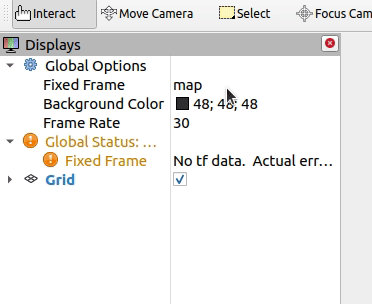 Interact Move Camera Select Focus Cam
Displays
Global Options
Fixed Frame map
Background Color 48; 48; 48
Frame Rate 30
Global Status: ...
Fixed Frame No tf data. Actual err...
Grid